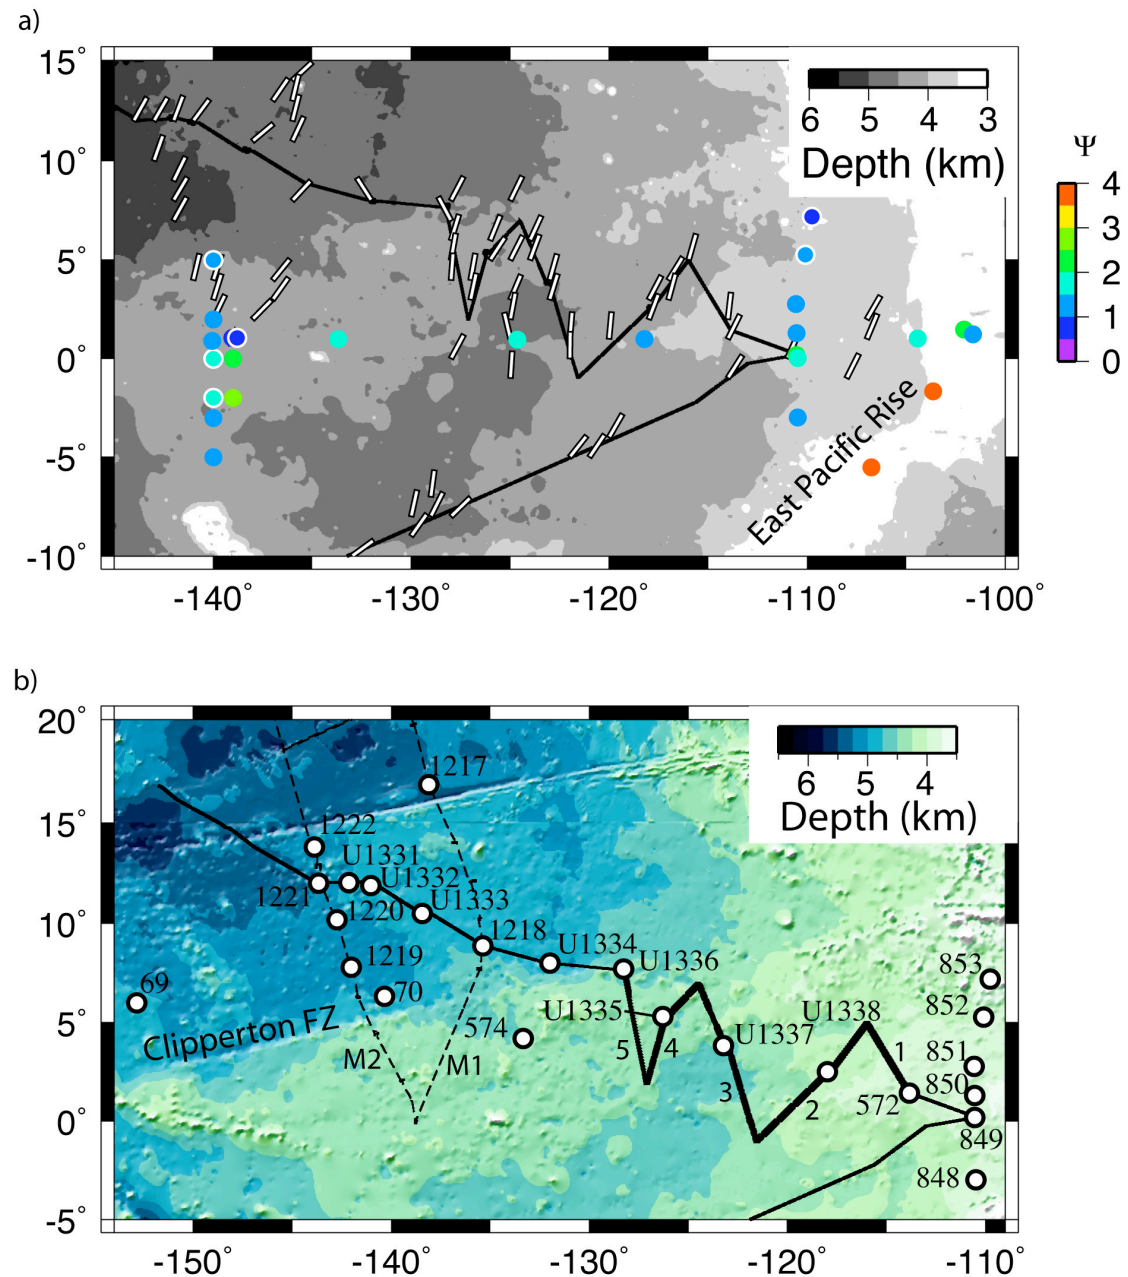 a)
15°
10°
5°
0°
-5°
-10°
-140°
-130°
-120°
-110°
-100°
6 5 4 3
Depth (km)
East Pacific Rise
Ψ
4
3
2
1
0
b)
20°
15°
10°
5°
0°
-5°
-150°
-140°
-130°
-120°
-110°
6 5 4
Depth (km)
1217
1222
U1331
1221
U1332
1220
U1333
1218
1219
U1334
U1336
69
70
574
U1335
U1338
U1337
853
852
851
850
849
848
572
Clipperton FZ
M2
M1
5
4
3
2
1